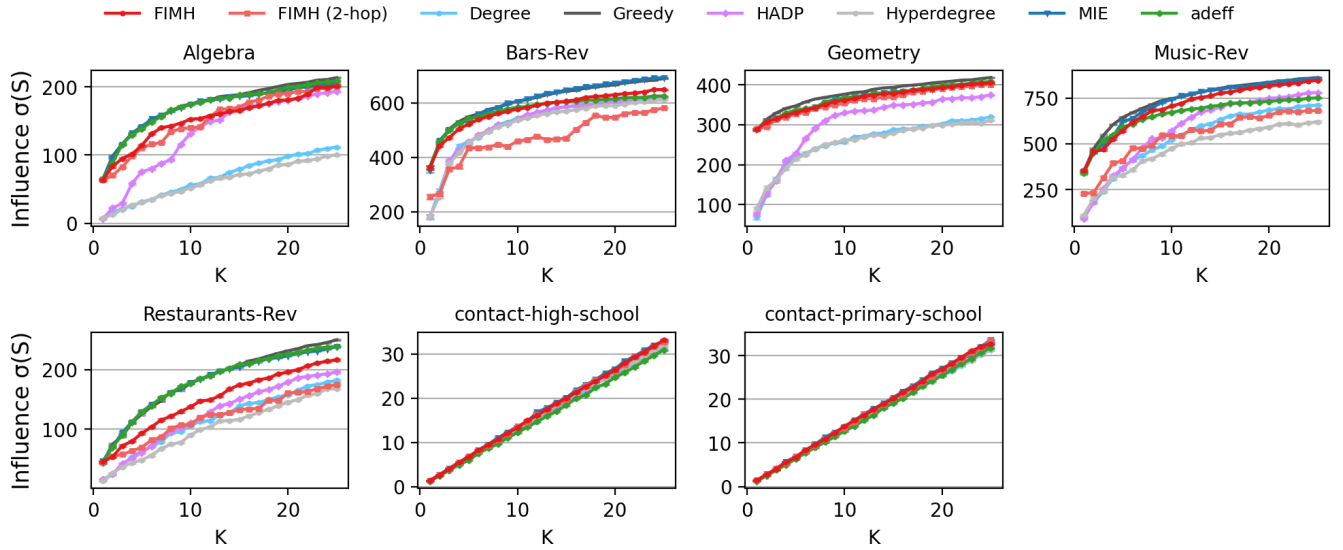 FIMH FIMH (2-hop) Degree Greedy HADP Hyperdegree MIE adeff
Algebra Bars-Rev Geometry Music-Rev
Influence σ(S)
200
100
0
0 10 20
K
600
400
200
0 10 20
K
400
300
200
100
0 10 20
K
750
500
250
0 10 20
K
Restaurants-Rev contact-high-school contact-primary-school
Influence σ(S)
200
100
0 10 20
K
30
20
10
0
0 10 20
K
30
20
10
0
0 10 20
K